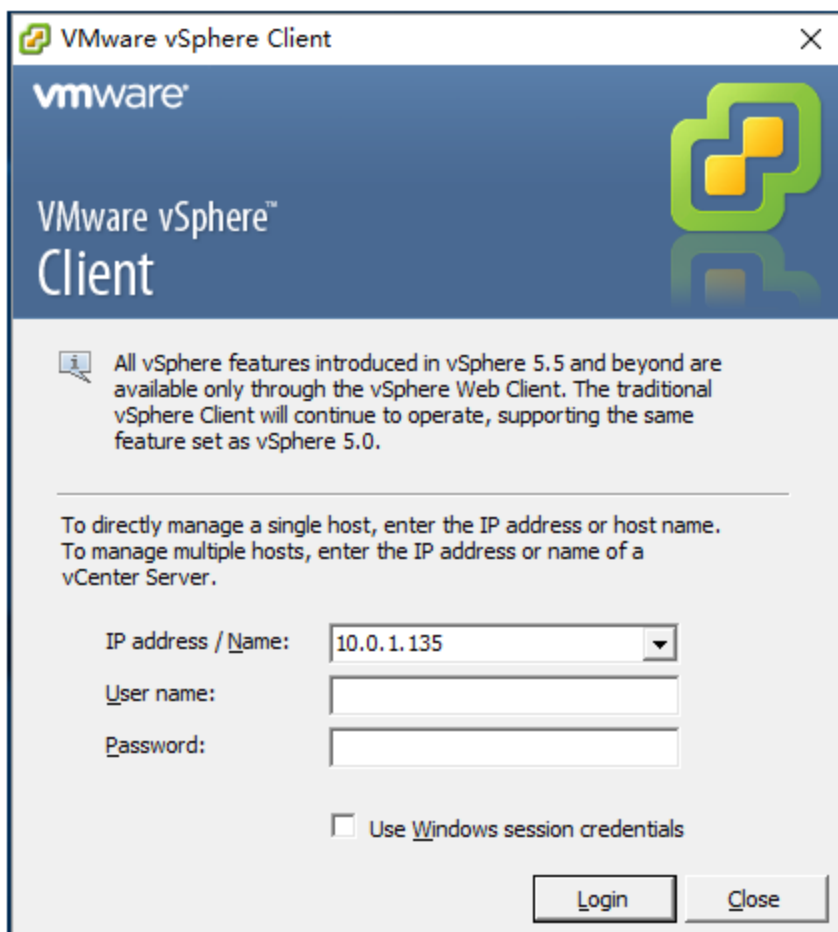 VMware vSphere Client
vmware®
VMware vSphere™
Client
All vSphere features introduced in vSphere 5.5 and beyond are
available only through the vSphere Web Client. The traditional
vSphere Client will continue to operate, supporting the same
feature set as vSphere 5.0.
To directly manage a single host, enter the IP address or host name.
To manage multiple hosts, enter the IP address or name of a
vCenter Server.
IP address / Name: 10.0.1.135
User name:
Password:
Use Windows session credentials
Login Close